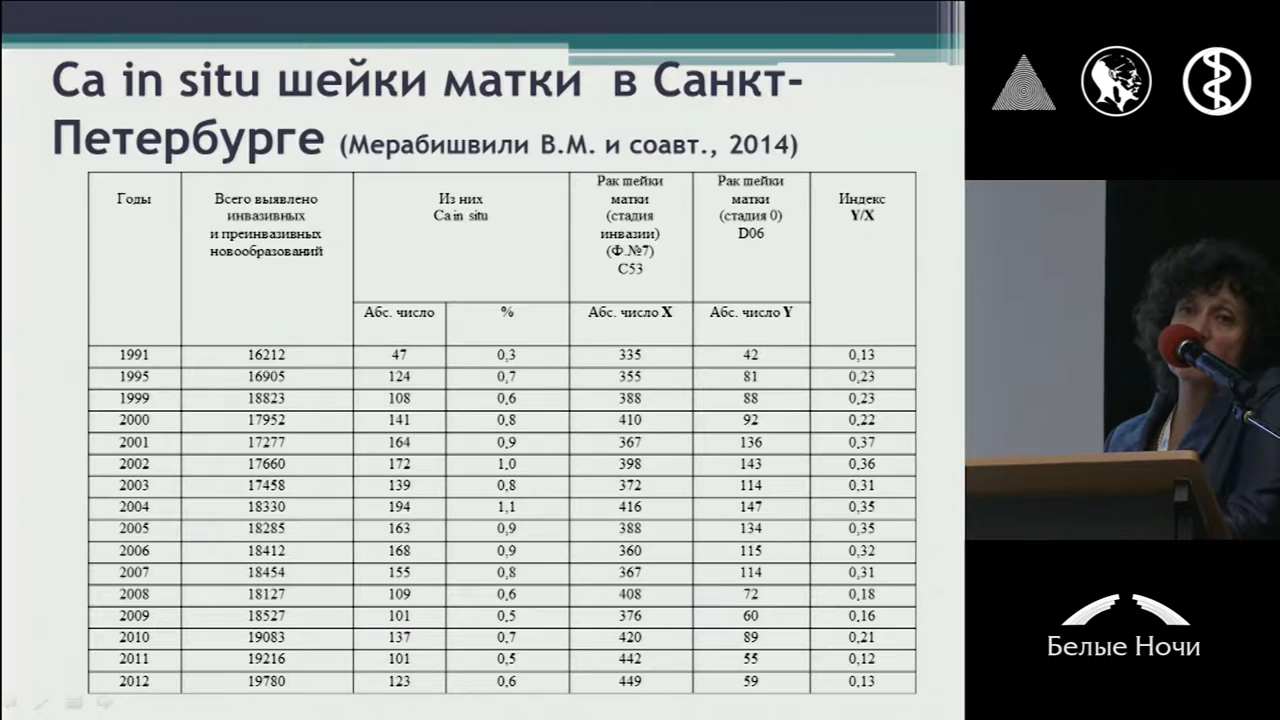 Ca in situ шейки матки в Санкт-
Петербурге (Мерабишвили В.М. и соавт., 2014)
Годы
Всего выявлено
инвазивных
и преинвазивных
новообразований
Из них
Ca in situ
Рак шейки
матки
(стадия
инвазии)
(Ф.№7)
C53
Рак шейки
матки
(стадия 0)
D06
Индекс
Y/X
Абс. число % Абс. число X Абс. число Y
1991 16212 47 0,3 335 42 0,13
1995 16905 124 0,7 355 81 0,23
1999 18823 108 0,6 388 88 0,23
2000 17952 141 0,8 410 92 0,22
2001 17277 164 0,9 367 136 0,37
2002 17660 172 1,0 398 143 0,36
2003 17458 139 0,8 372 114 0,31
2004 18330 194 1,1 416 147 0,35
2005 18285 163 0,9 388 134 0,35
2006 18412 168 0,9 360 115 0,32
2007 18454 155 0,8 367 114 0,31
2008 18127 109 0,6 408 72 0,18
2009 18527 101 0,5 376 60 0,16
2010 19083 137 0,7 420 89 0,21
2011 19216 101 0,5 442 55 0,12
2012 19780 123 0,6 449 59 0,13
Белые Ночи